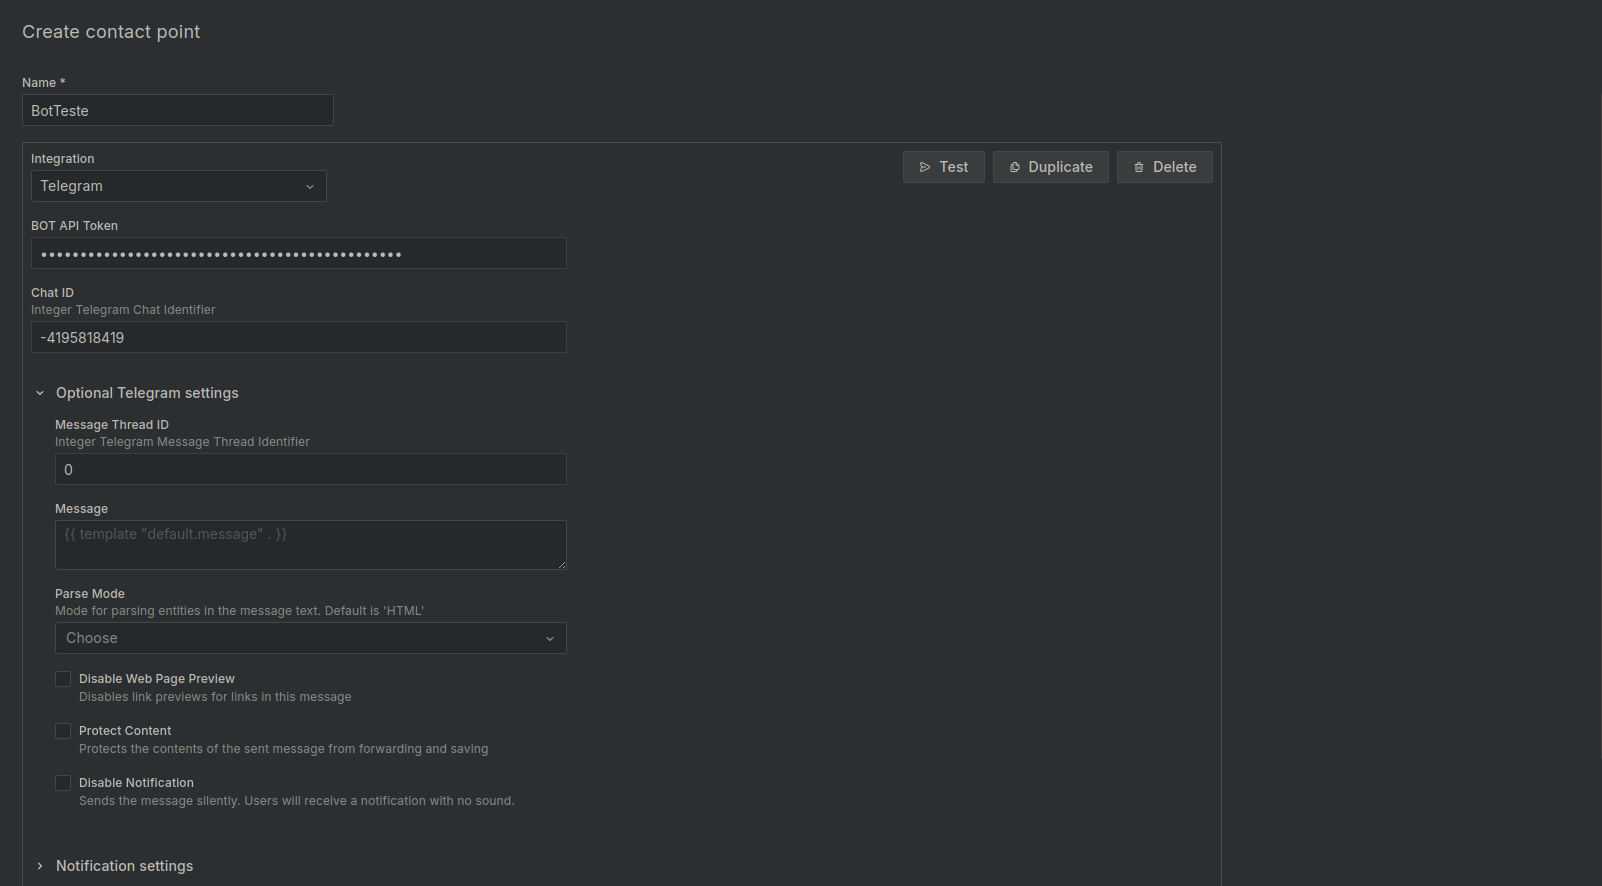 Create contact point
Name *
BotTeste
Integration
Test
Duplicate
Delete
Telegram
BOT API Token
••••••••••••••••••••••••••••••••••••••••••••••
Chat ID
Integer Telegram Chat Identifier
-4195818419
Optional Telegram settings
Message Thread ID
Integer Telegram Message Thread Identifier
0
Message
{{ template "default.message" . }}
Parse Mode
Mode for parsing entities in the message text. Default is 'HTML'
Choose
Disable Web Page Preview
Disables link previews for links in this message
Protect Content
Protects the contents of the sent message from forwarding and saving
Disable Notification
Sends the message silently. Users will receive a notification with no sound.
Notification settings